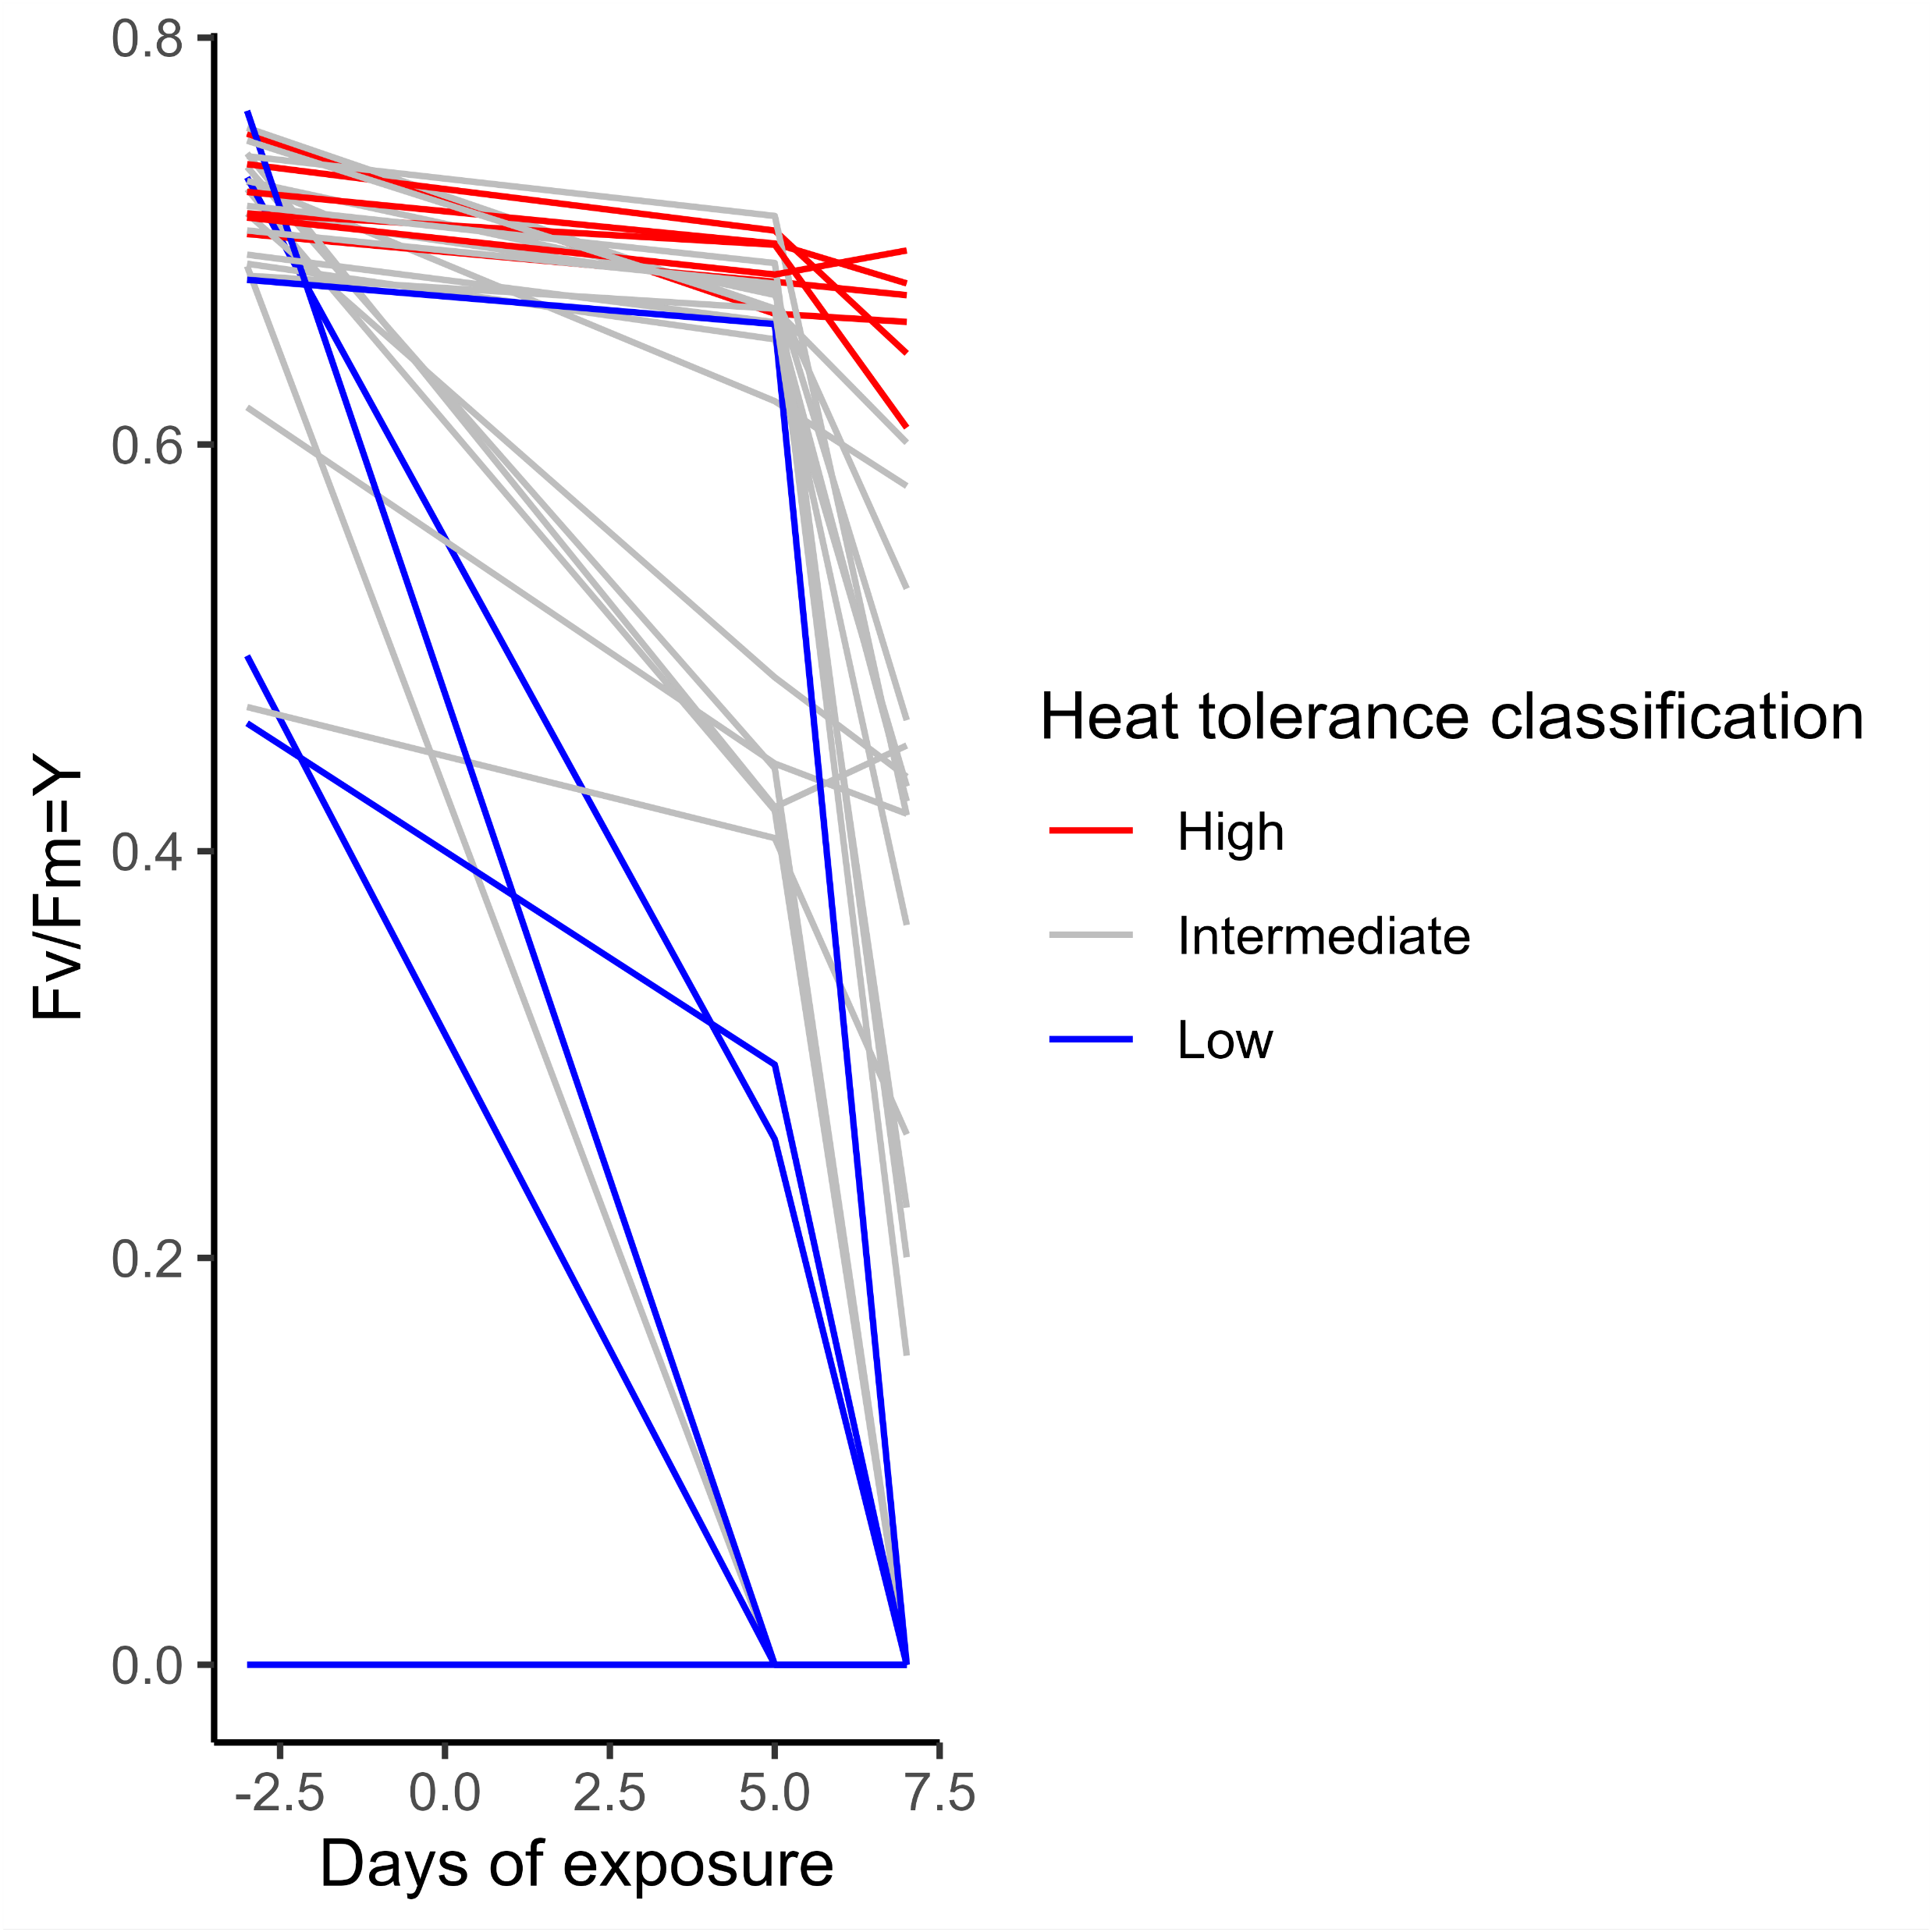 0.8
0.6
0.4
0.2
0.0
Fv/Fm=Y
-2.5 0.0 2.5 5.0 7.5
Days of exposure
Heat tolerance classification
High
Intermediate
Low